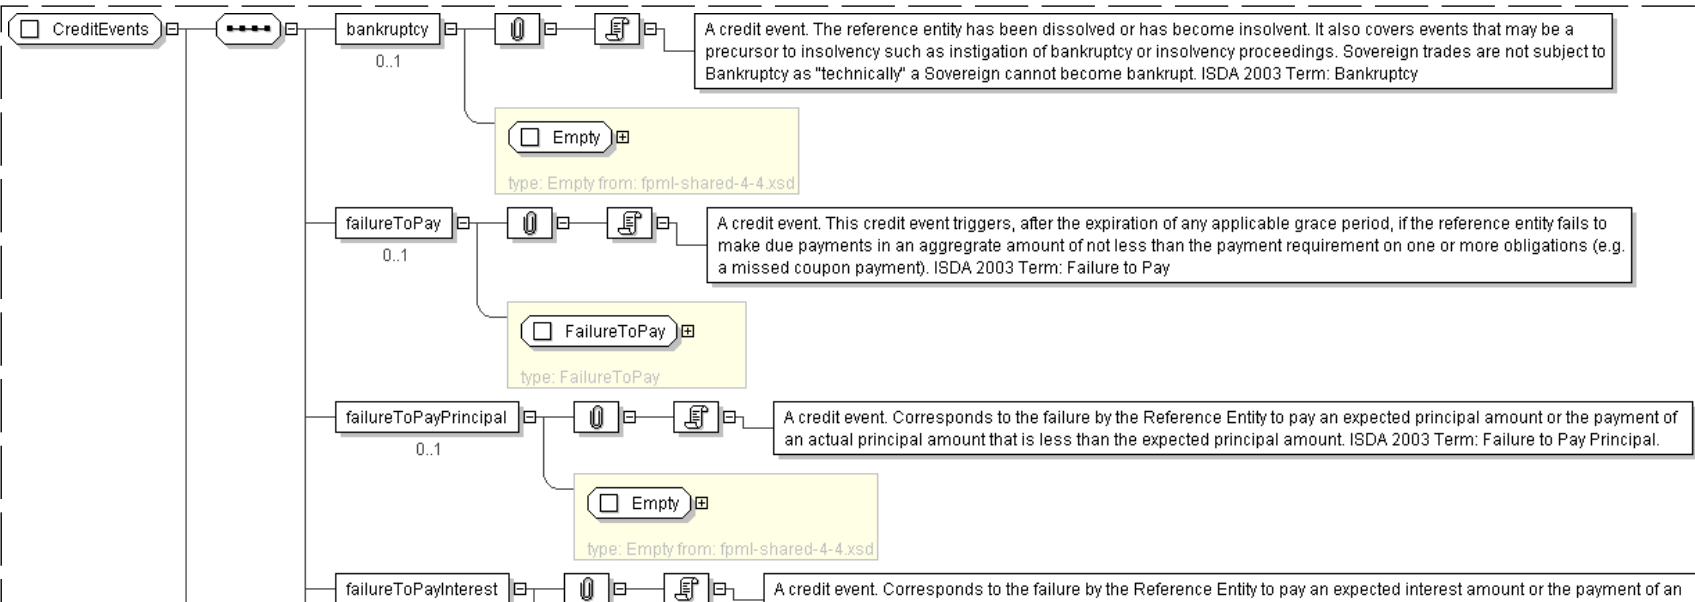 CreditEvents
bankruptcy
0..1
A credit event. The reference entity has been dissolved or has become insolvent. It also covers events that may be a
precursor to insolvency such as instigation of bankruptcy or insolvency proceedings. Sovereign trades are not subject to
Bankruptcy as "technically" a Sovereign cannot become bankrupt. ISDA 2003 Term: Bankruptcy
Empty
type: Empty from: fpml-shared-4-4.xsd
failureToPay
0..1
A credit event. This credit event triggers, after the expiration of any applicable grace period, if the reference entity fails to
make due payments in an aggregrate amount of not less than the payment requirement on one or more obligations (e.g.
a missed coupon payment). ISDA 2003 Term: Failure to Pay
FailureToPay
type: FailureToPay
failureToPayPrincipal
0..1
A credit event. Corresponds to the failure by the Reference Entity to pay an expected principal amount or the payment of
an actual principal amount that is less than the expected principal amount. ISDA 2003 Term: Failure to Pay Principal.
Empty
type: Empty from: fpml-shared-4-4.xsd
failureToPayInterest
A credit event. Corresponds to the failure by the Reference Entity to pay an expected interest amount or the payment of an